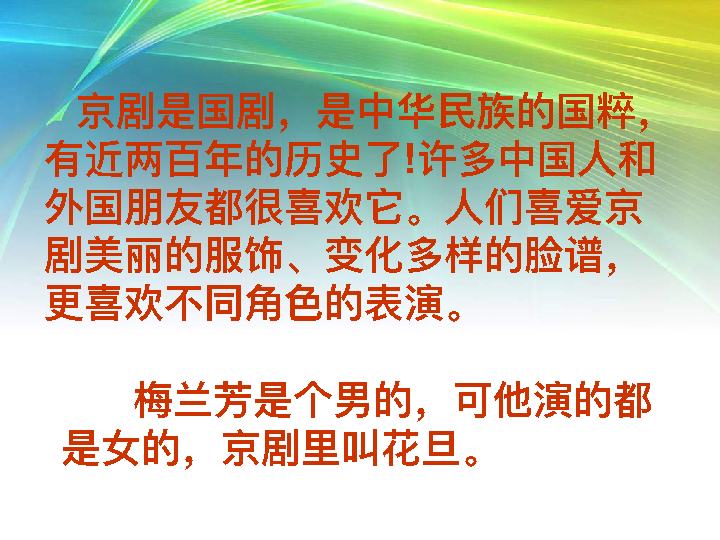 京剧是国剧，是中华民族的国粹，
有近两百年的历史了!许多中国人和
外国朋友都很喜欢它。人们喜爱京
剧美丽的服饰、变化多样的脸谱，
更喜欢不同角色的表演。
梅兰芳是个男的，可他演的都
是女的，京剧里叫花旦。